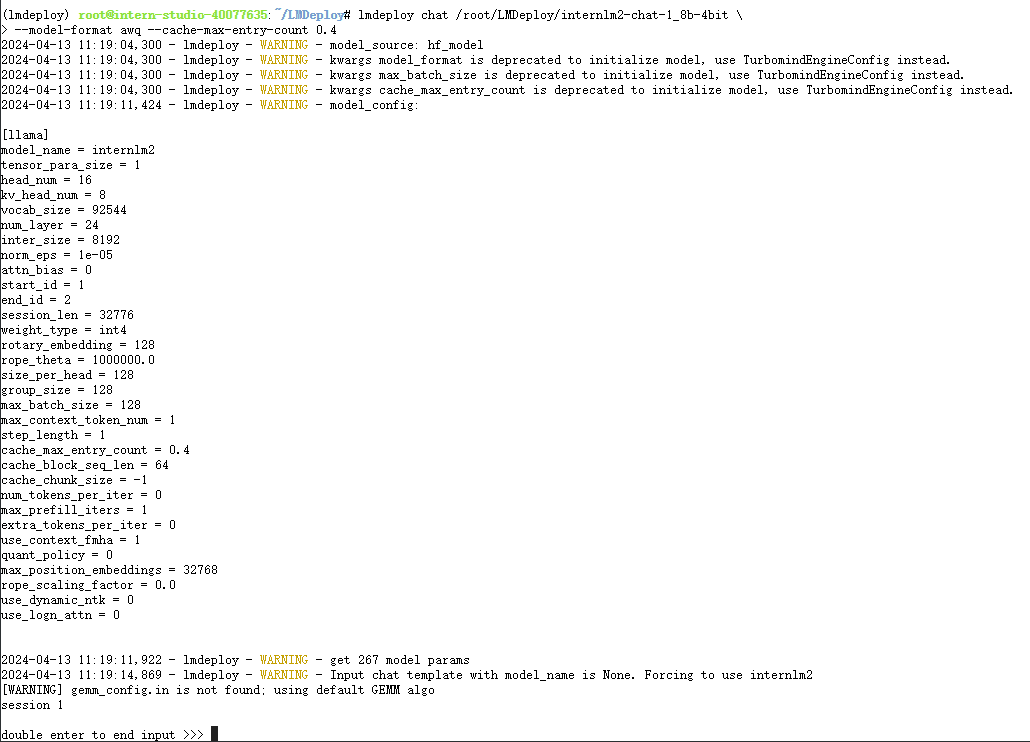 (lmdeploy) root@intern-studio-40077635:~/LMDeploy# lmdeploy chat /root/LMDeploy/internlm2-chat-1_8b-4bit \
> --model-format awq --cache-max-entry-count 0.4
2024-04-13 11:19:04,300 - lmdeploy - WARNING - model_source: hf_model
2024-04-13 11:19:04,300 - lmdeploy - WARNING - kwargs model_format is deprecated to initialize model, use TurbomindEngineConfig instead.
2024-04-13 11:19:04,300 - lmdeploy - WARNING - kwargs max_batch_size is deprecated to initialize model, use TurbomindEngineConfig instead.
2024-04-13 11:19:04,300 - lmdeploy - WARNING - kwargs cache_max_entry_count is deprecated to initialize model, use TurbomindEngineConfig instead.
2024-04-13 11:19:11,424 - lmdeploy - WARNING - model_config:
[llama]
model_name = internlm2
tensor_para_size = 1
head_num = 16
kv_head_num = 8
vocab_size = 92544
num_layer = 24
inter_size = 8192
norm_eps = 1e-05
attn_bias = 0
start_id = 1
end_id = 2
session_len = 32776
weight_type = int4
rotary_embedding = 128
rope_theta = 1000000.0
size_per_head = 128
group_size = 128
max_batch_size = 128
max_context_token_num = 1
step_length = 1
cache_max_entry_count = 0.4
cache_block_seq_len = 64
cache_chunk_size = -1
num_tokens_per_iter = 0
max_prefill_iters = 1
extra_tokens_per_iter = 0
use_context_fmha = 1
quant_policy = 0
max_position_embeddings = 32768
rope_scaling_factor = 0.0
use_dynamic_ntk = 0
use_logn_attn = 0
2024-04-13 11:19:11,922 - lmdeploy - WARNING - get 267 model params
2024-04-13 11:19:14,869 - lmdeploy - WARNING - Input chat template with model_name is None. Forcing to use internlm2
[WARNING] gemm_config.in is not found; using default GEMM algo
session 1
double enter to end input >>>